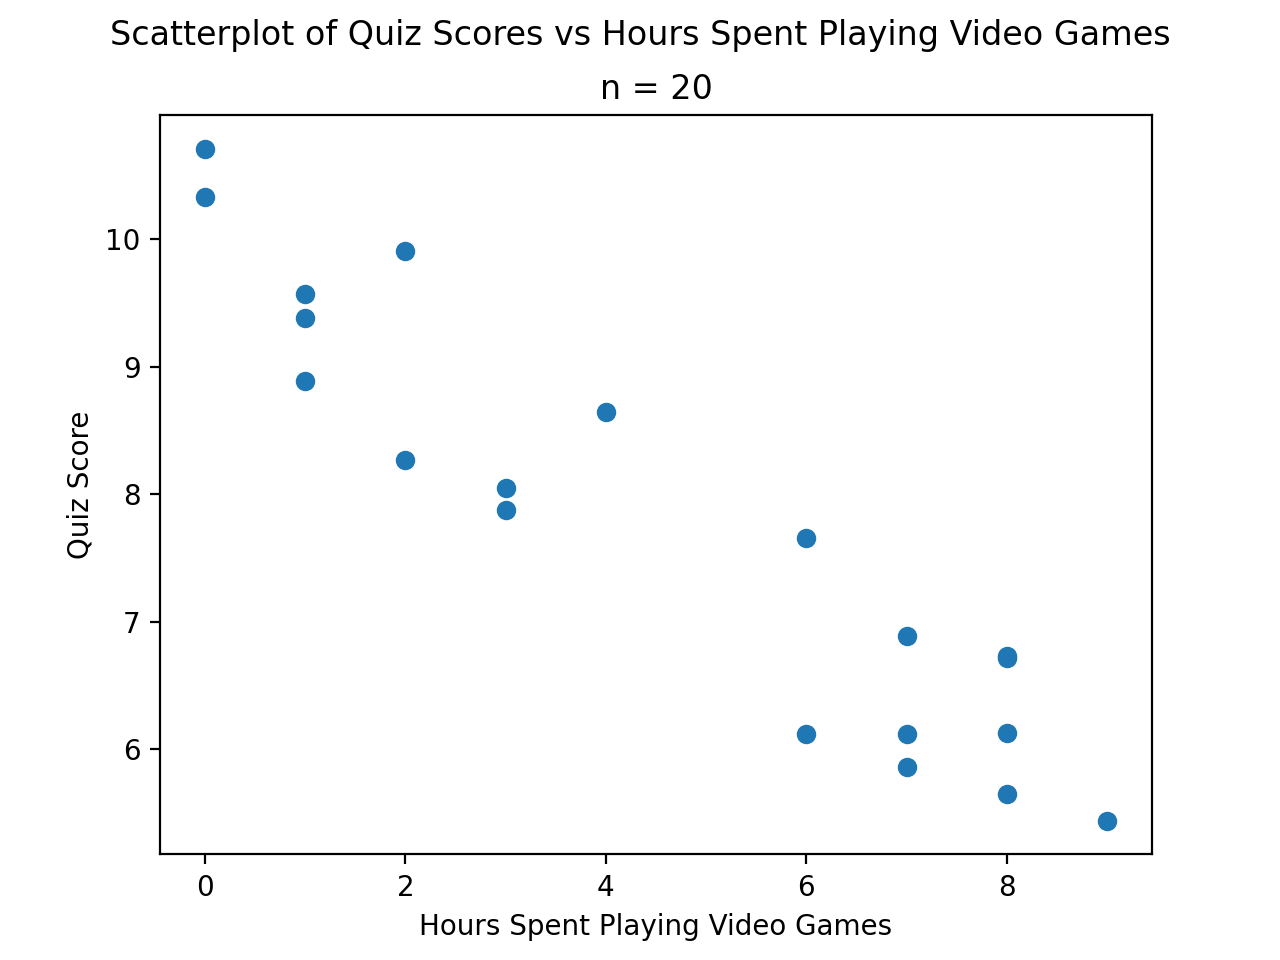 Scatterplot of Quiz Scores vs Hours Spent Playing Video Games
n = 20
10
9
8
7
6
Quiz Score
0 2 4 6 8
Hours Spent Playing Video Games